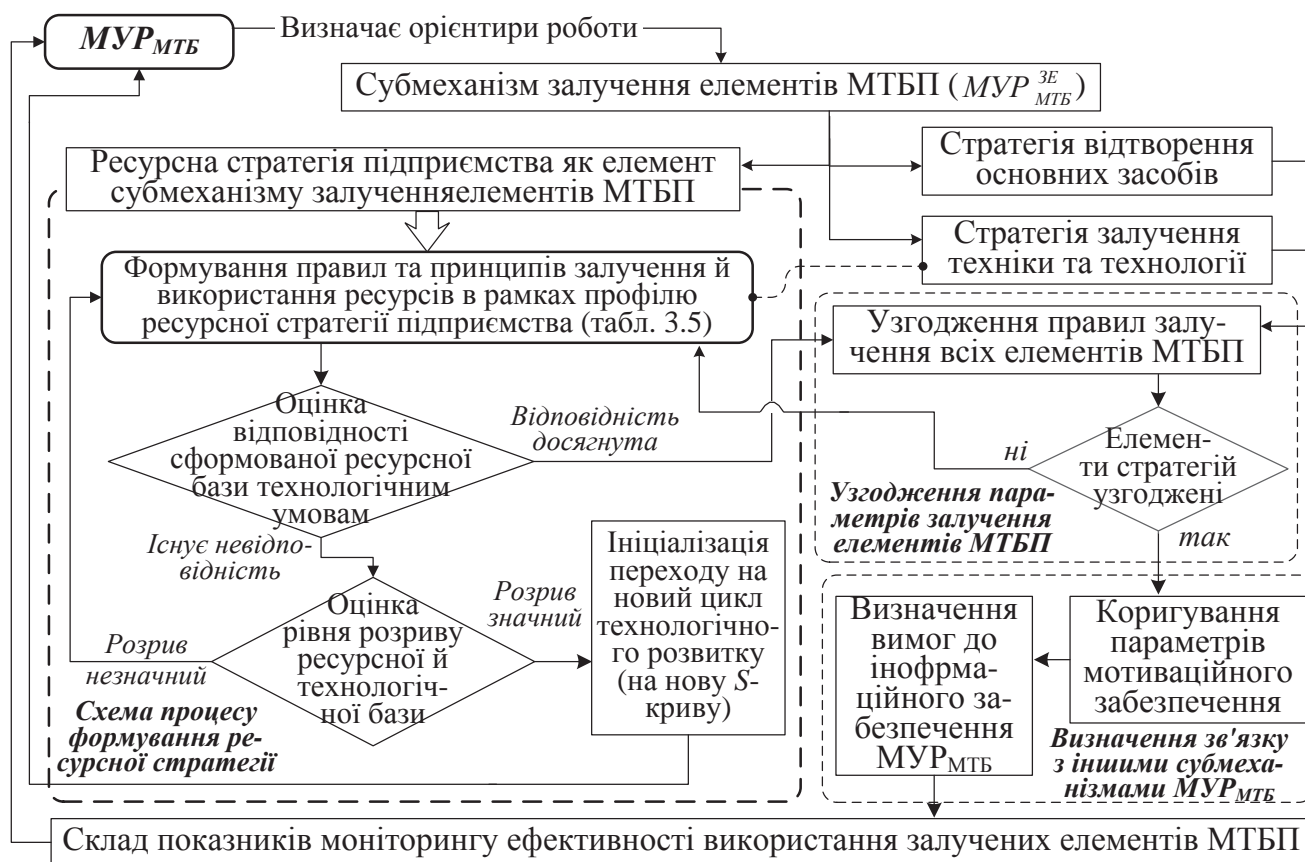 МУР МТБ
Визначає орієнтири роботи
Субмеханізм залучення елементів МТБП (МУР ЗЕ МТБ)
Ресурсна стратегія підприємства як елемент
субмеханізму залученняелементів МТБП
Стратегія відтворення
основних засобів
Стратегія залучення
техніки та технології
Формування правил та принципів залучення й
використання ресурсів в рамках профілю
ресурсної стратегії підприємства (табл. 3.5)
Узгодження правил залу-
чення всіх елементів МТБП
Оцінка
відповідності
сформованої ресурсної
бази технологічним
умовам
Відповідність
досягнута
Елемен-
ти стратегій
узгоджені
ні
так
Узгодження пара-
метрів залучення
елементів МТБП
Існує невідпо-
відність
Оцінка
рівня розриву
ресурсної й
технологіч-
ної бази
Розрив
незначний
Розрив
значний
Ініціалізація
переходу на
новий цикл
технологічно-
го розвитку
(на нову S-
криву)
Схема процесу
формування ре-
сурсної стратегії
Визначення
вимог до
інофрма-
ційного за-
безпечення
МУР МТБ
Коригування
параметрів
мотиваційного
забезпечення
Визначення зв'язку
з іншими субмеха-
нізмами МУР МТБ
Склад показників моніторингу ефективності використання залучених елементів МТБП